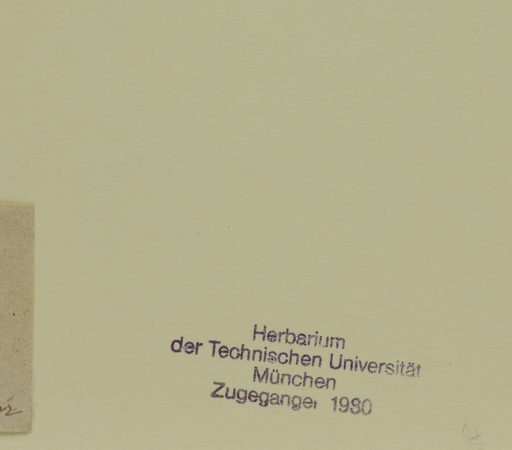 Herbarium
der Technischen Universität
München
Zugegangen 1980